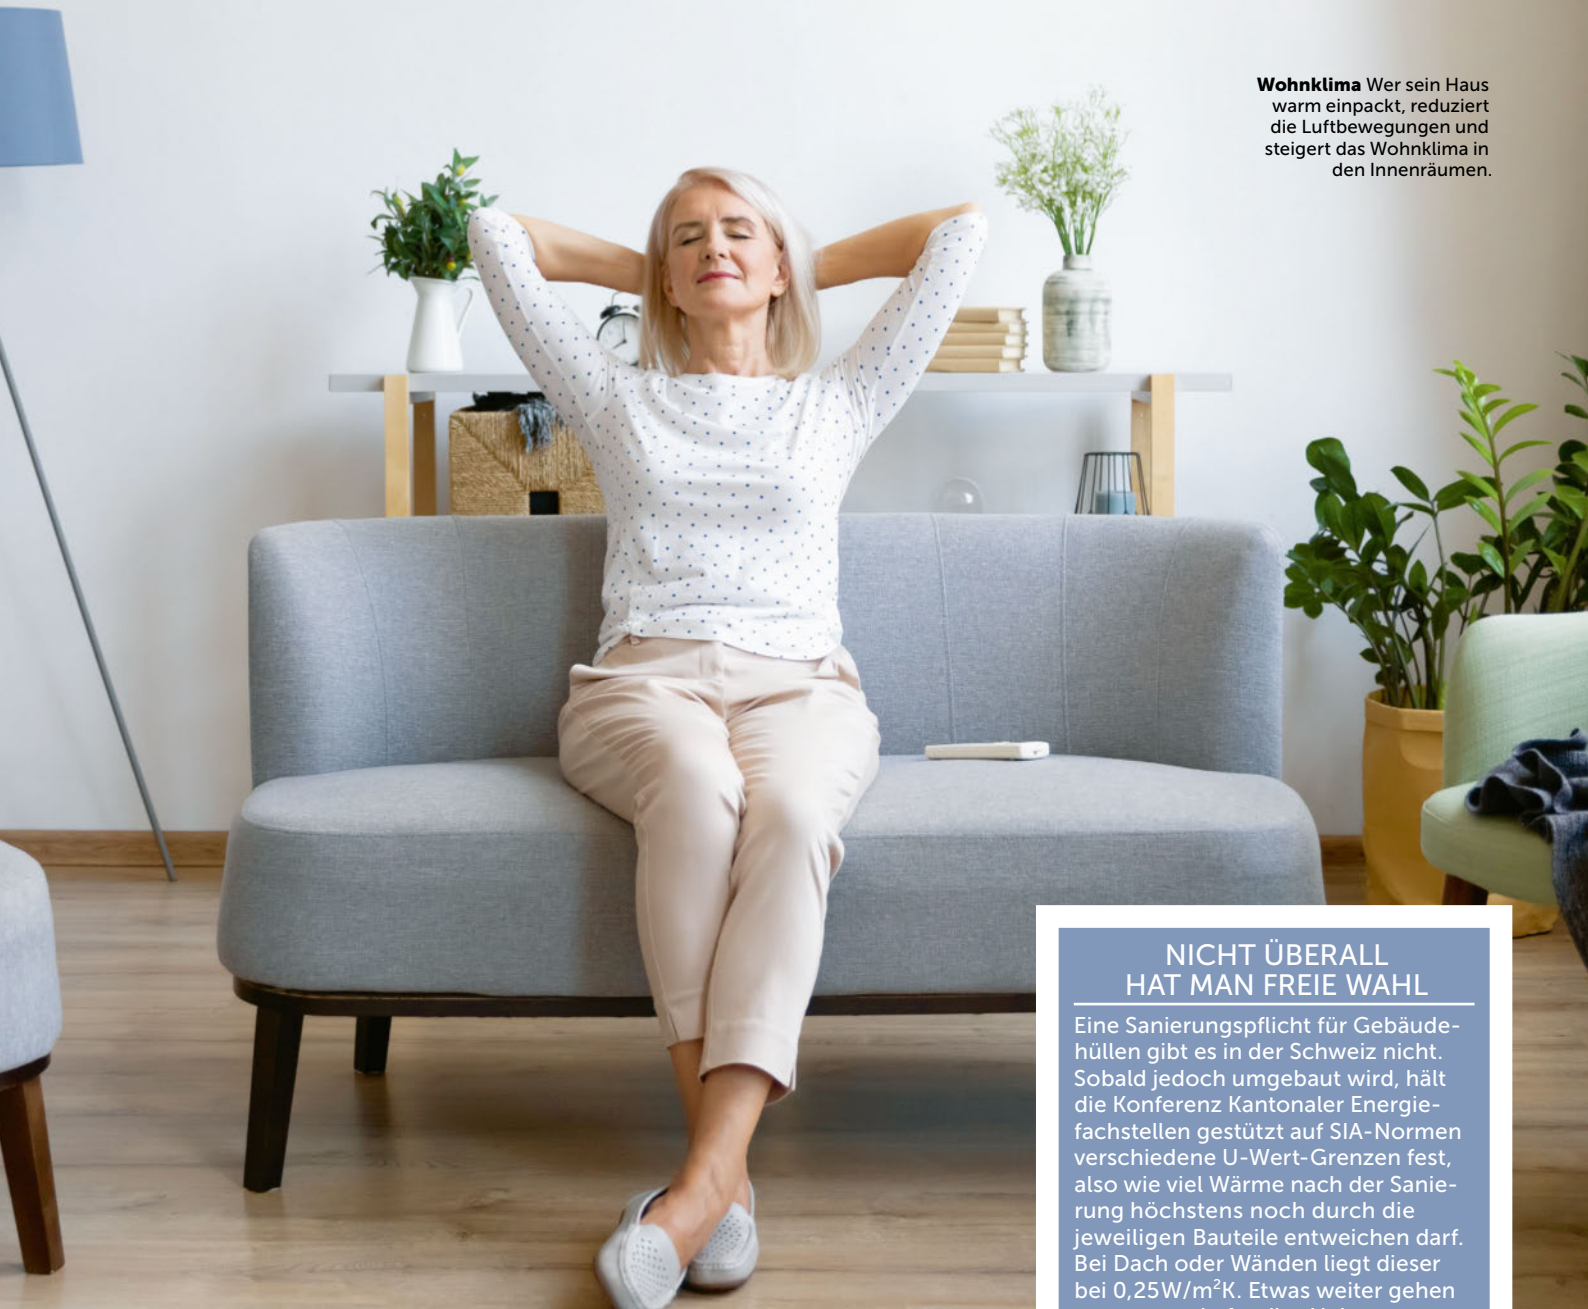 Wohnklima Wer sein Haus
warm einpackt, reduziert
die Luftbewegungen und
steigert das Wohnklima in
den Innenräumen.
NICHT ÜBERALL
HAT MAN FREIE WAHL
Eine Sanierungspflicht für Gebäude-
hüllen gibt es in der Schweiz nicht.
Sobald jedoch umgebaut wird, hält
die Konferenz Kantonaler Energie-
fachstellen gestützt auf SIA-Normen
verschiedene U-Wert-Grenzen fest,
also wie viel Wärme nach der Sanie-
rung höchstens noch durch die
jeweiligen Bauteile entweichen darf.
Bei Dach oder Wänden liegt dieser
bei 0,25W/m²K. Etwas weiter gehen